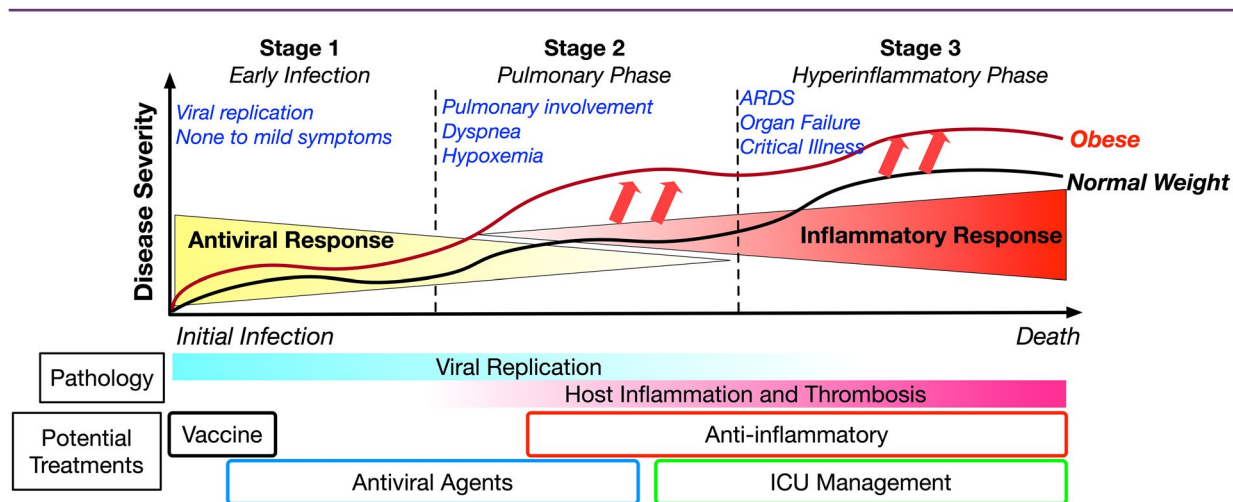 Stage 1
Early Infection
Stage 2
Pulmonary Phase
Stage 3
Hyperinflammatory Phase
Viral replication
None to mild symptoms
Pulmonary involvement
Dyspnea
Hypoxemia
ARDS
Organ Failure
Critical Illness
Obese
Normal Weight
Disease Severity
Antiviral Response
Inflammatory Response
Initial Infection
Death
Pathology
Viral Replication
Host Inflammation and Thrombosis
Potential
Treatments
Vaccine
Anti-inflammatory
Antiviral Agents
ICU Management